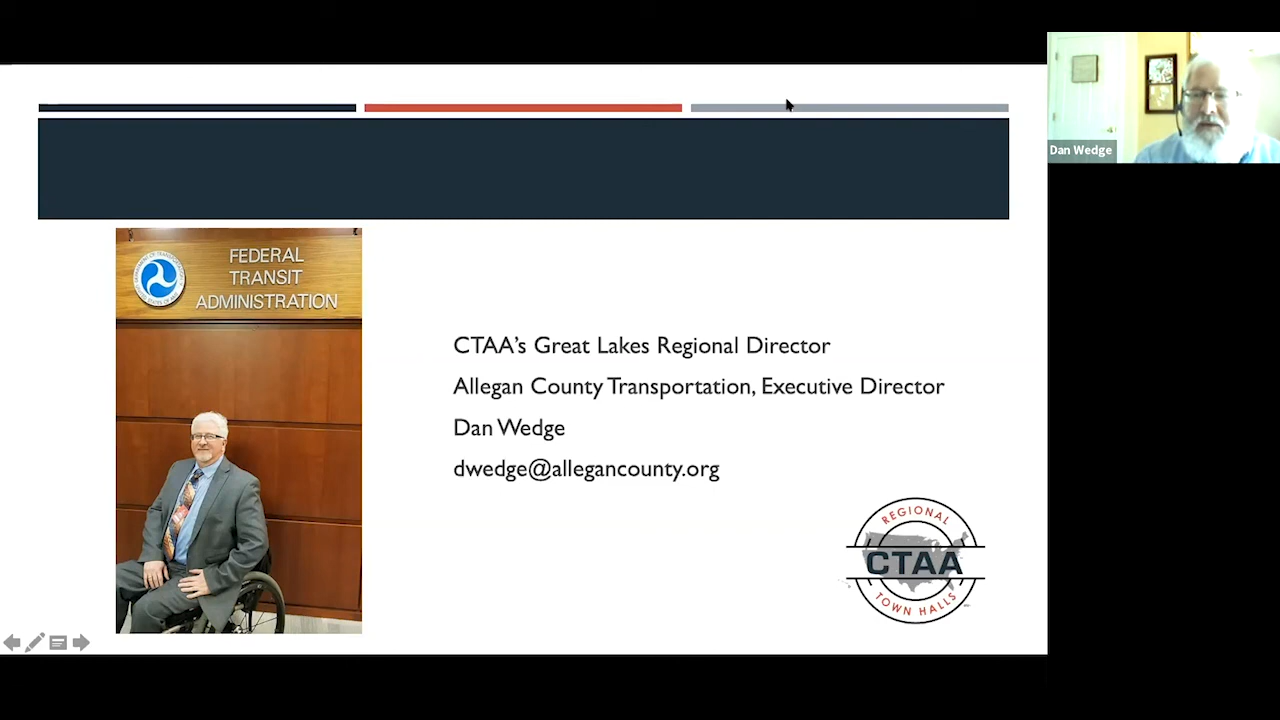 Dan Wedge
FEDERAL
TRANSIT
ADMINISTRATION
CTAA's Great Lakes Regional Director
Allegan County Transportation, Executive Director
Dan Wedge
dwedge@allegancounty.org
REGIONAL
CTAA
TOWN HALLS